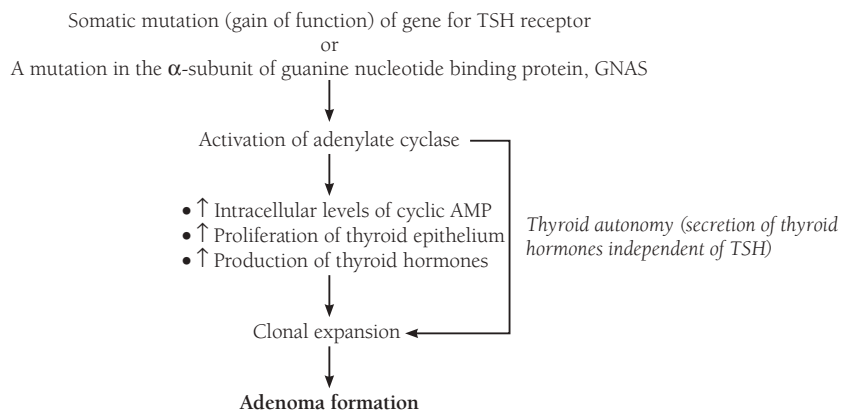 Somatic mutation (gain of function) of gene for TSH receptor
or
A mutation in the α-subunit of guanine nucleotide binding protein, GNAS
Activation of adenylate cyclase
• ↑ Intracellular levels of cyclic AMP
• ↑ Proliferation of thyroid epithelium
• ↑ Production of thyroid hormones
Thyroid autonomy (secretion of thyroid
hormones independent of TSH)
Clonal expansion
Adenoma formation